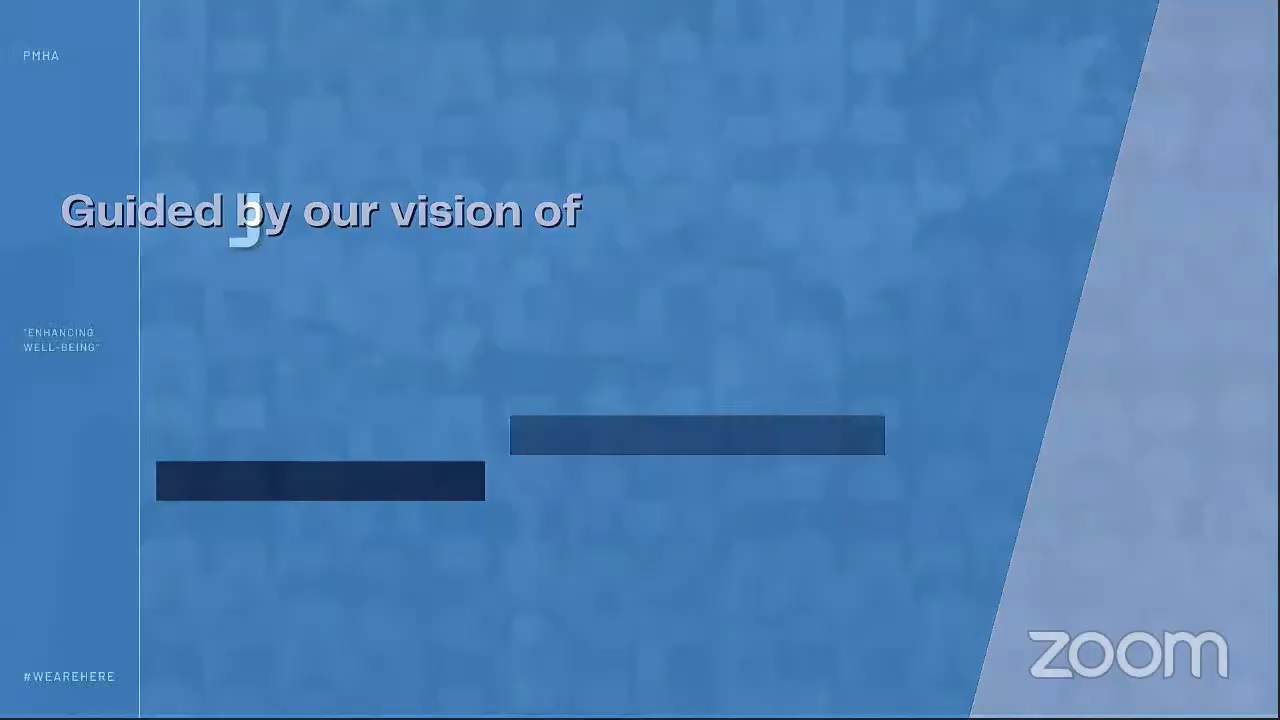 PMHA
Guided by our vision of
J
"ENHANCING
WELL-BEING"
#WEAREHERE
zoom